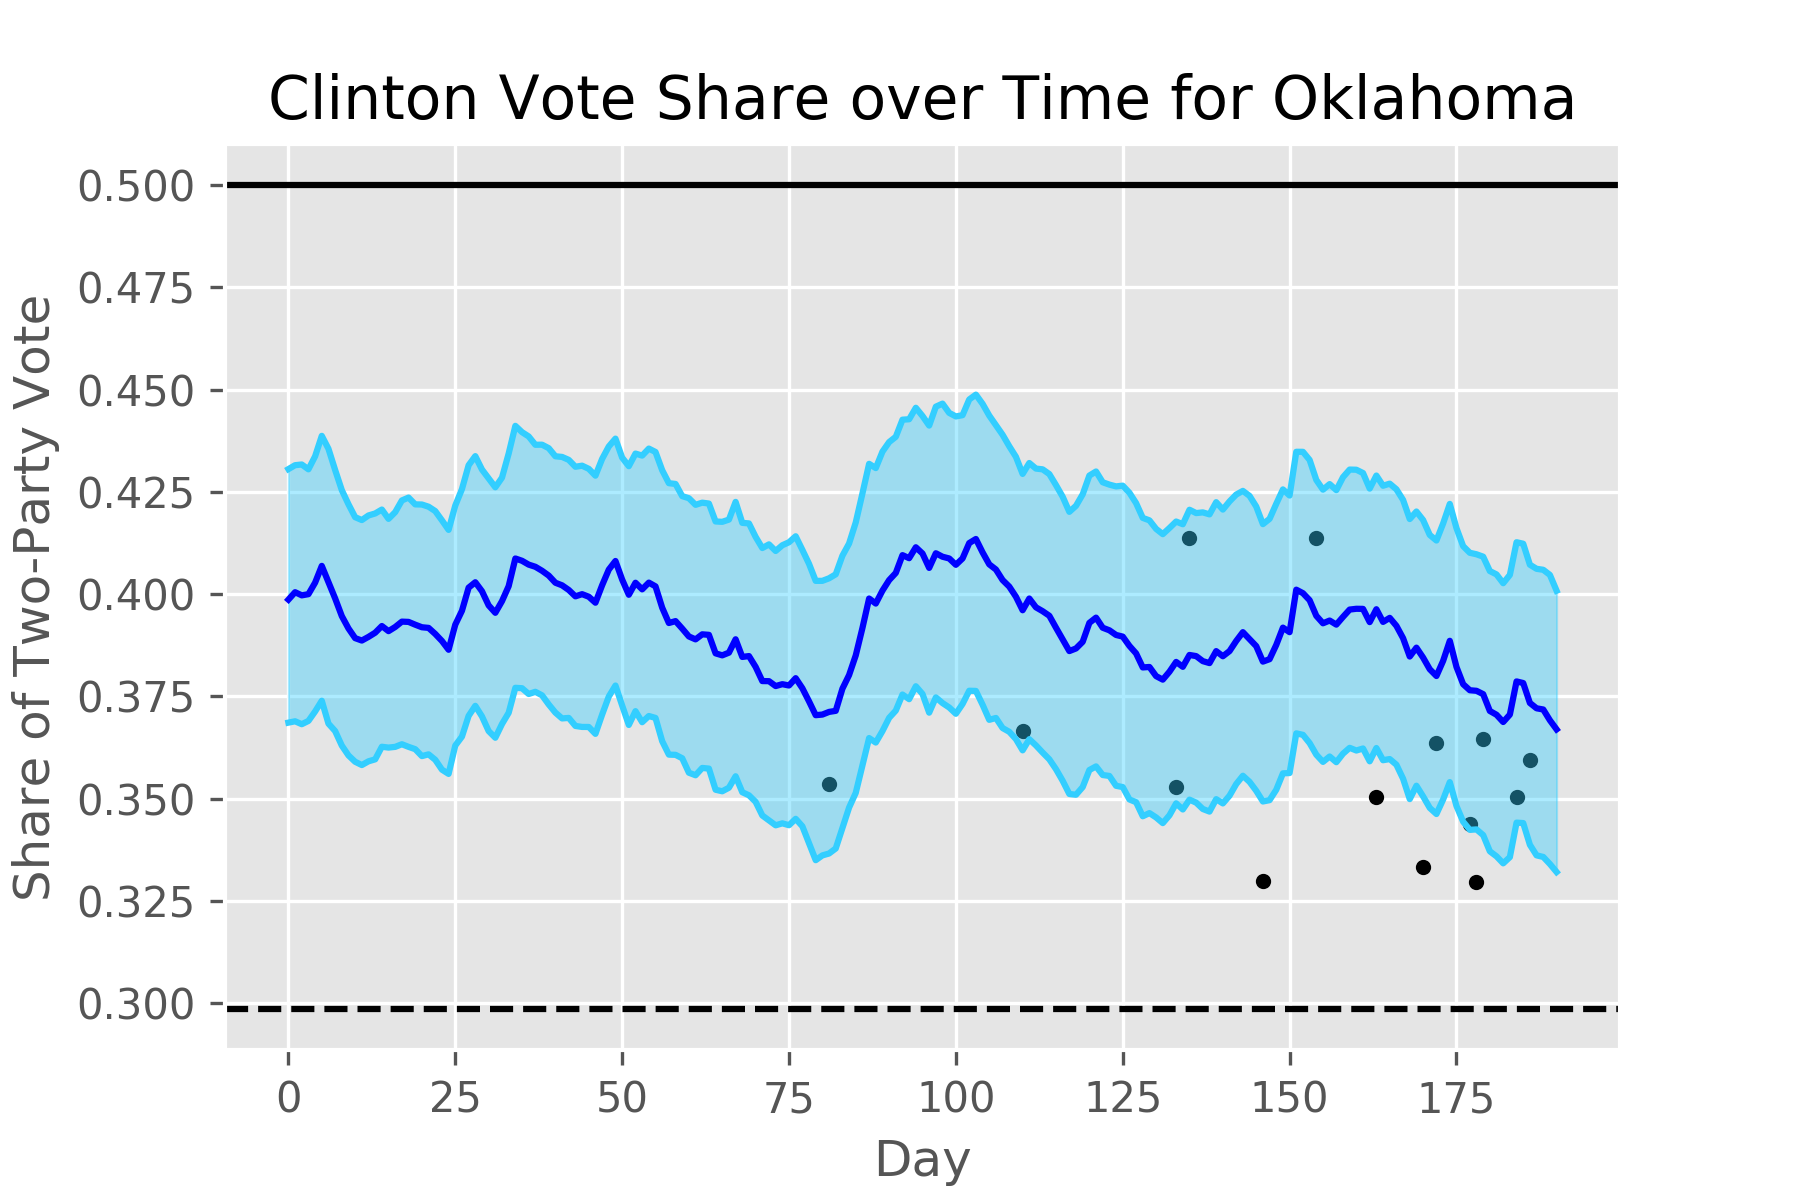 Clinton Vote Share over Time for Oklahoma
Share of Two-Party Vote
0.500
0.475
0.450
0.425
0.400
0.375
0.350
0.325
0.300
0 25 50 75 100 125 150 175
Day